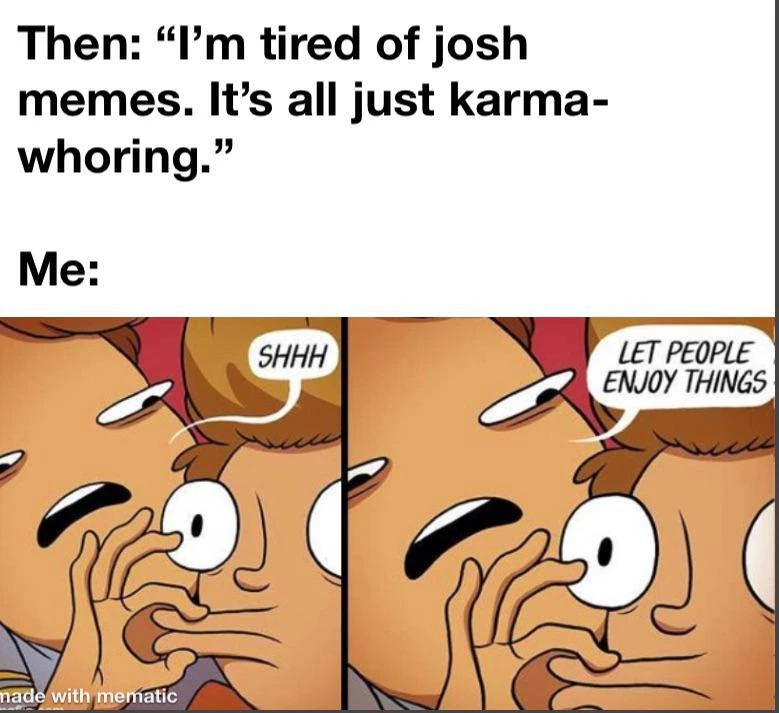 Then: “I’m tired of josh
memes. It’s all just karma-
whoring.”
Me:
SHHH
LET PEOPLE
ENJOY THINGS
made with mematic